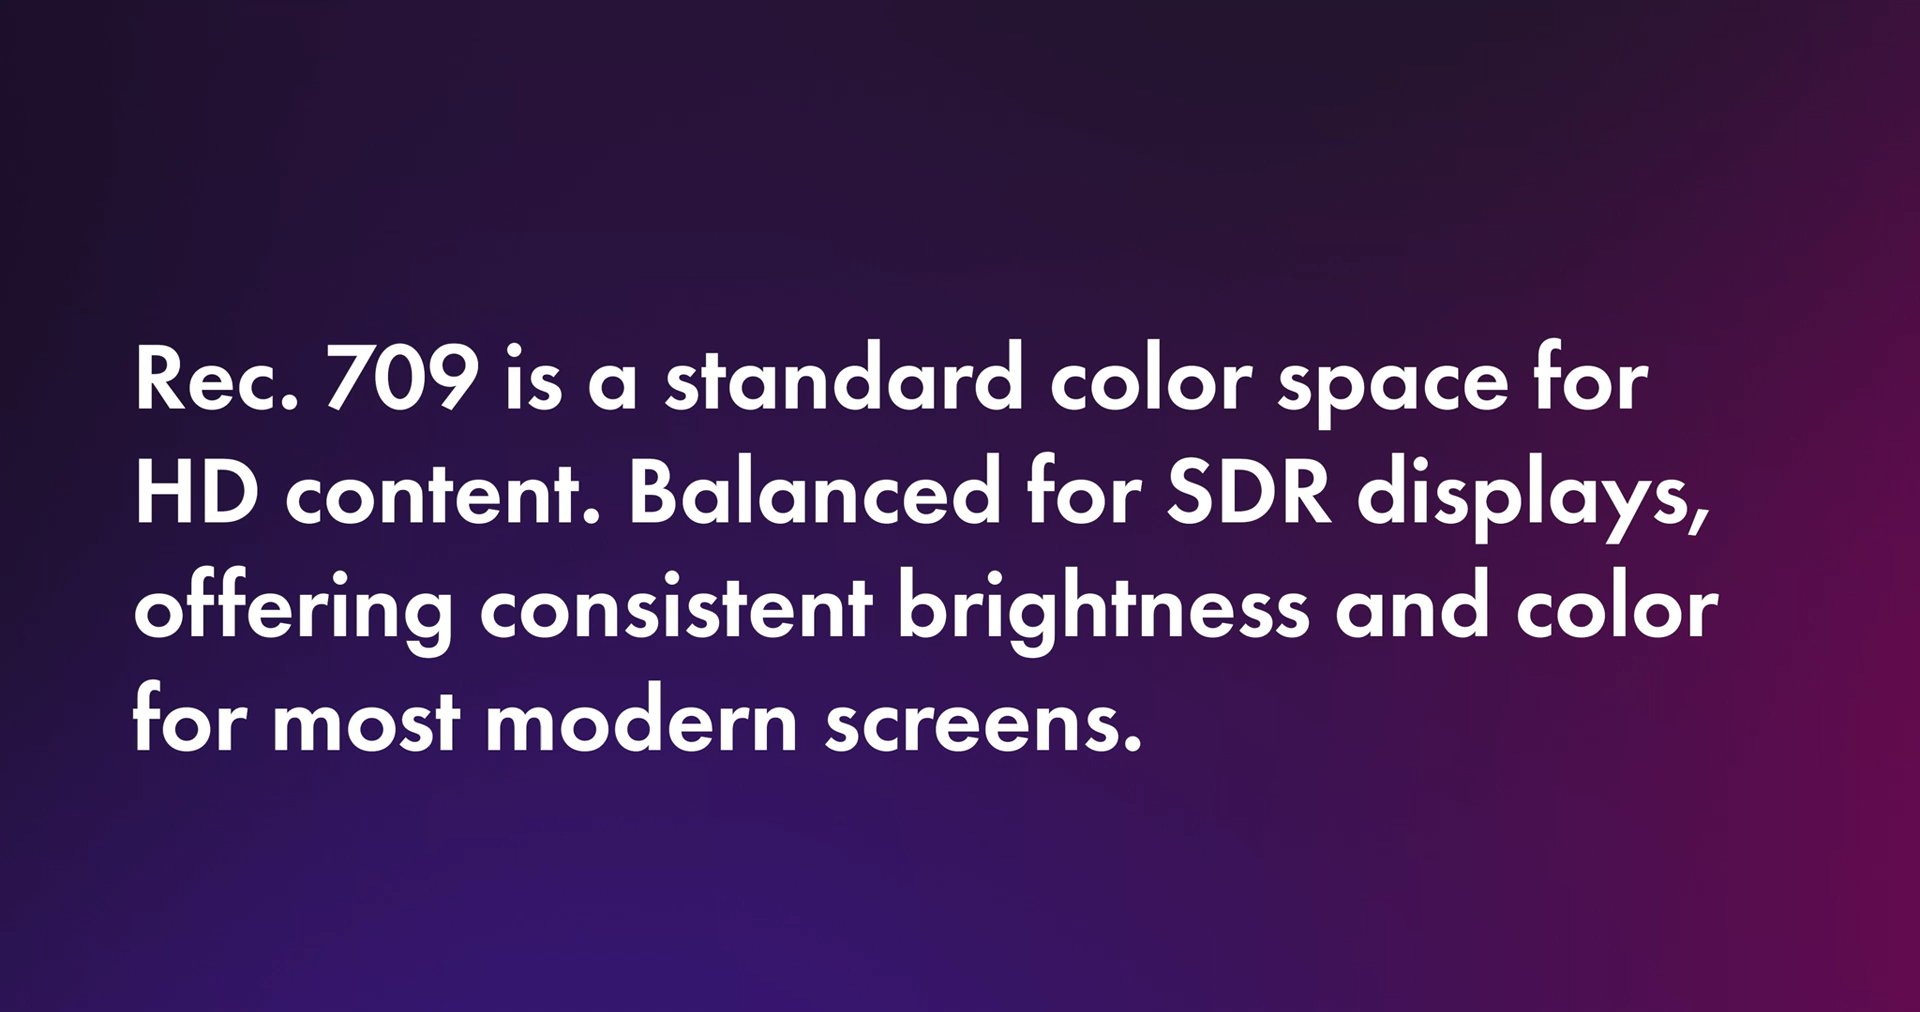 Rec. 709 is a standard color space for
HD content. Balanced for SDR displays,
offering consistent brightness and color
for most modern screens.